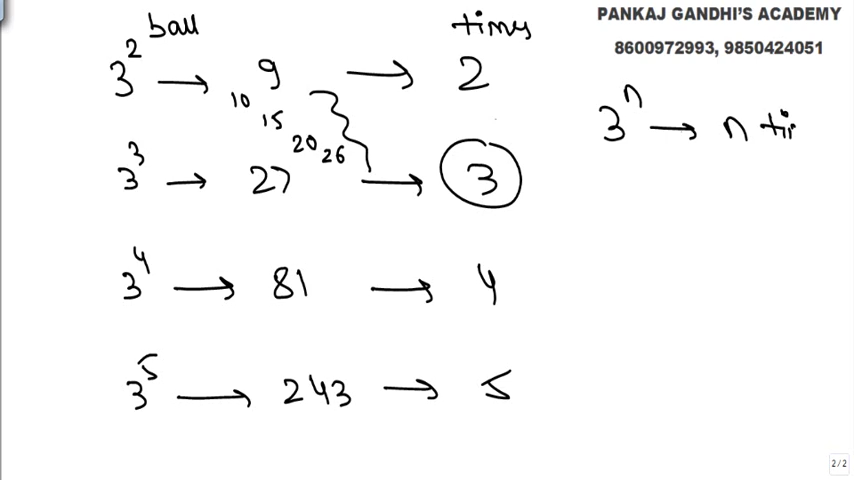 PANKAJ GANDHI'S ACADEMY
8600972993, 9850424051
ball times
3^2 → 9 → 2
10
15
20 26
3^3 → 27 → 3
3^4 → 81 → 4
3^5 → 243 → 5
3^n → n ti
2/2